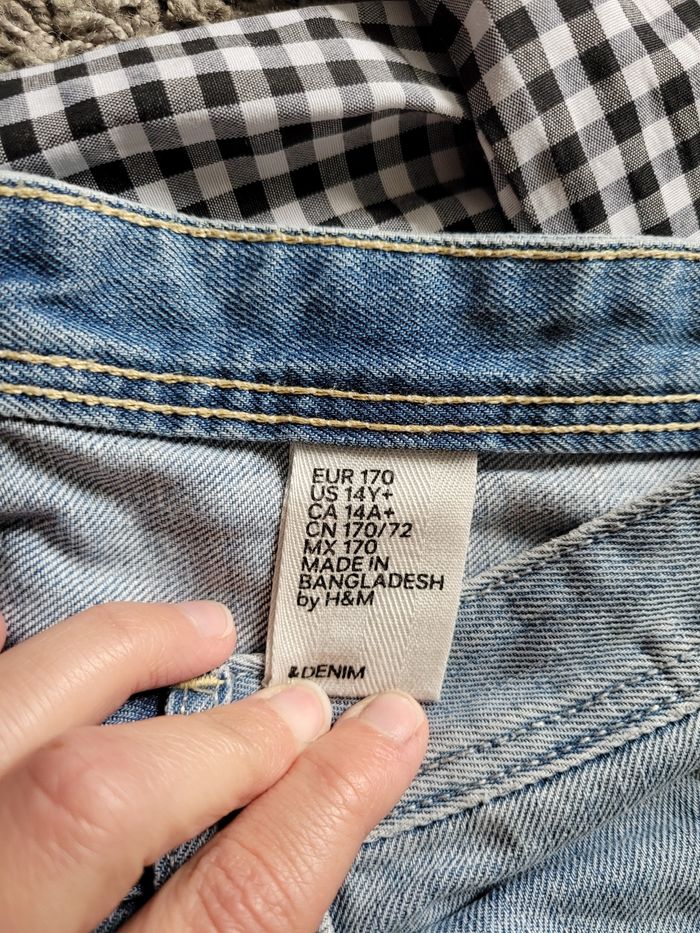 EUR 170
US 14Y+
CA 14A+
CN 170/72
MX 170
MADE IN
BANGLADESH
by H&M
&DENIM